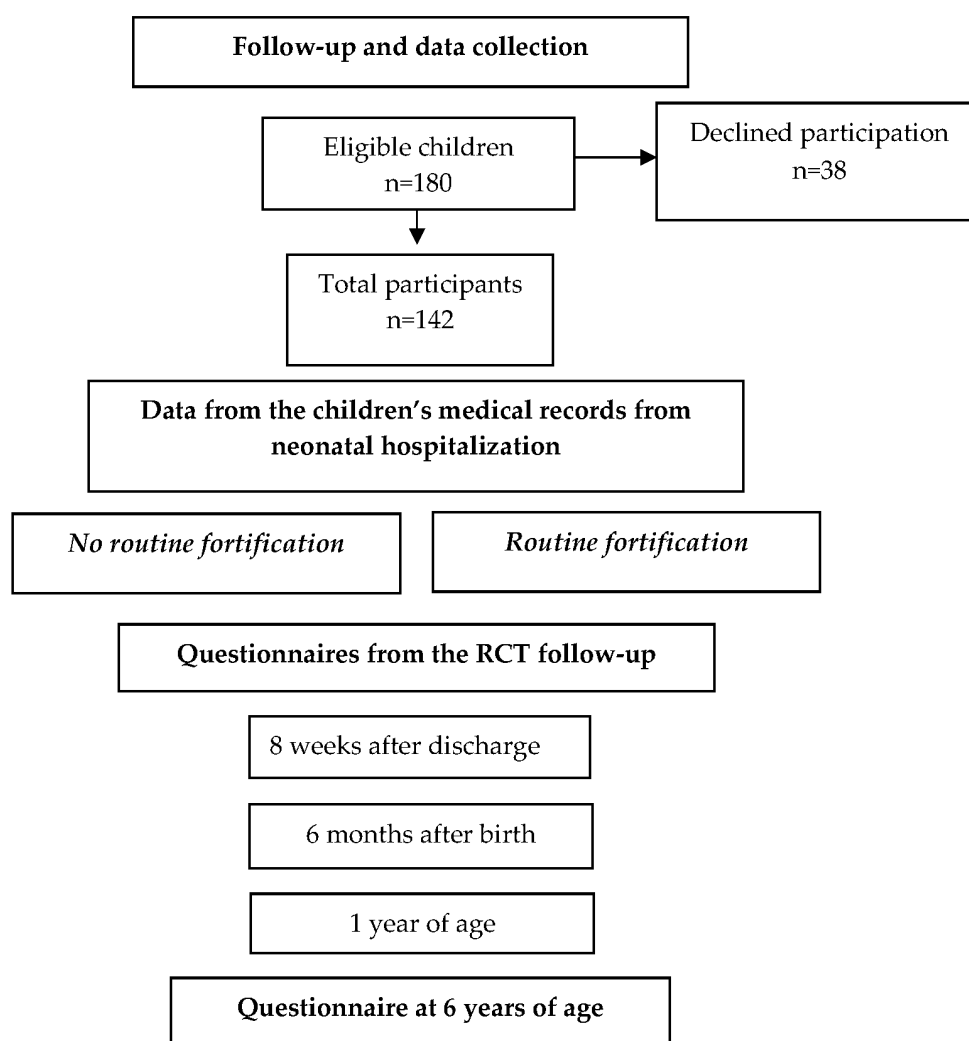 Follow-up and data collection
Eligible children
n=180
Declined participation
n=38
Total participants
n=142
Data from the children’s medical records from
neonatal hospitalization
No routine fortification
Routine fortification
Questionnaires from the RCT follow-up
8 weeks after discharge
6 months after birth
1 year of age
Questionnaire at 6 years of age